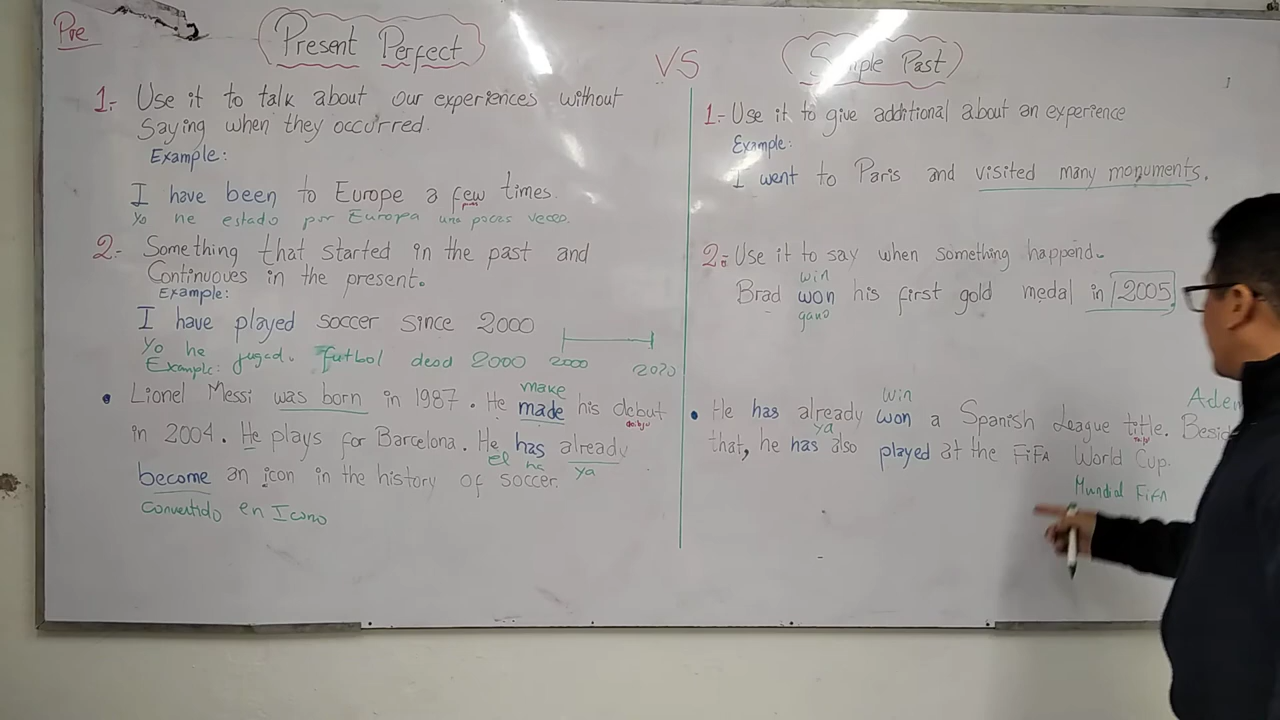 Pre
Present Perfect
VS
Simple Past
1.- Use it to talk about our experiences without
saying when they occurred.
Example:
I have been to Europe a few times.
Yo he estado por Europa una pocas veces.
2.- Something that started in the past and
Continuoves in the present.
Example:
I have played soccer since 2000
Yo he jugad. futbol desd 2000
2000 2020
Example:
make
• Lionel Messi was born in 1987. He made his debut
in 2004. He plays for Barcelona. He has already
el ha ya
become an icon in the history of soccer.
convertido en Icono
1.- Use it to give additional about an experience
Example:
I went to Paris and visited many monuments.
2.- Use it to say when something happend.
win
Brad won his first gold medal in 2005
gano
win
• He has already won a Spanish League title. Besid
ya
Adem
that, he has also played at the FiFA World Cup.
Mundial FiFA